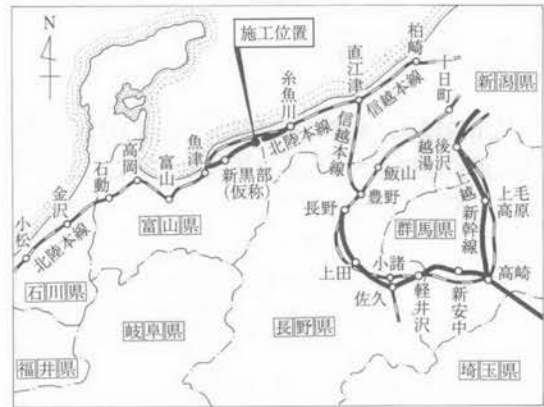 N
施工位置
柏崎
十日町
直江津
信越本線
新潟県
糸魚川
北陸本線
信越本線
魚津
新黒部
(仮称)
高岡
富山
石動
金沢
小松
北陸本線
富山県
石川県
福井県
岐阜県
長野県
飯山
豊野
長野
越後
湯沢
上越新幹線
上毛
高原
群馬県
上田
小諸
佐久
軽井沢
新安中
高崎
埼玉県